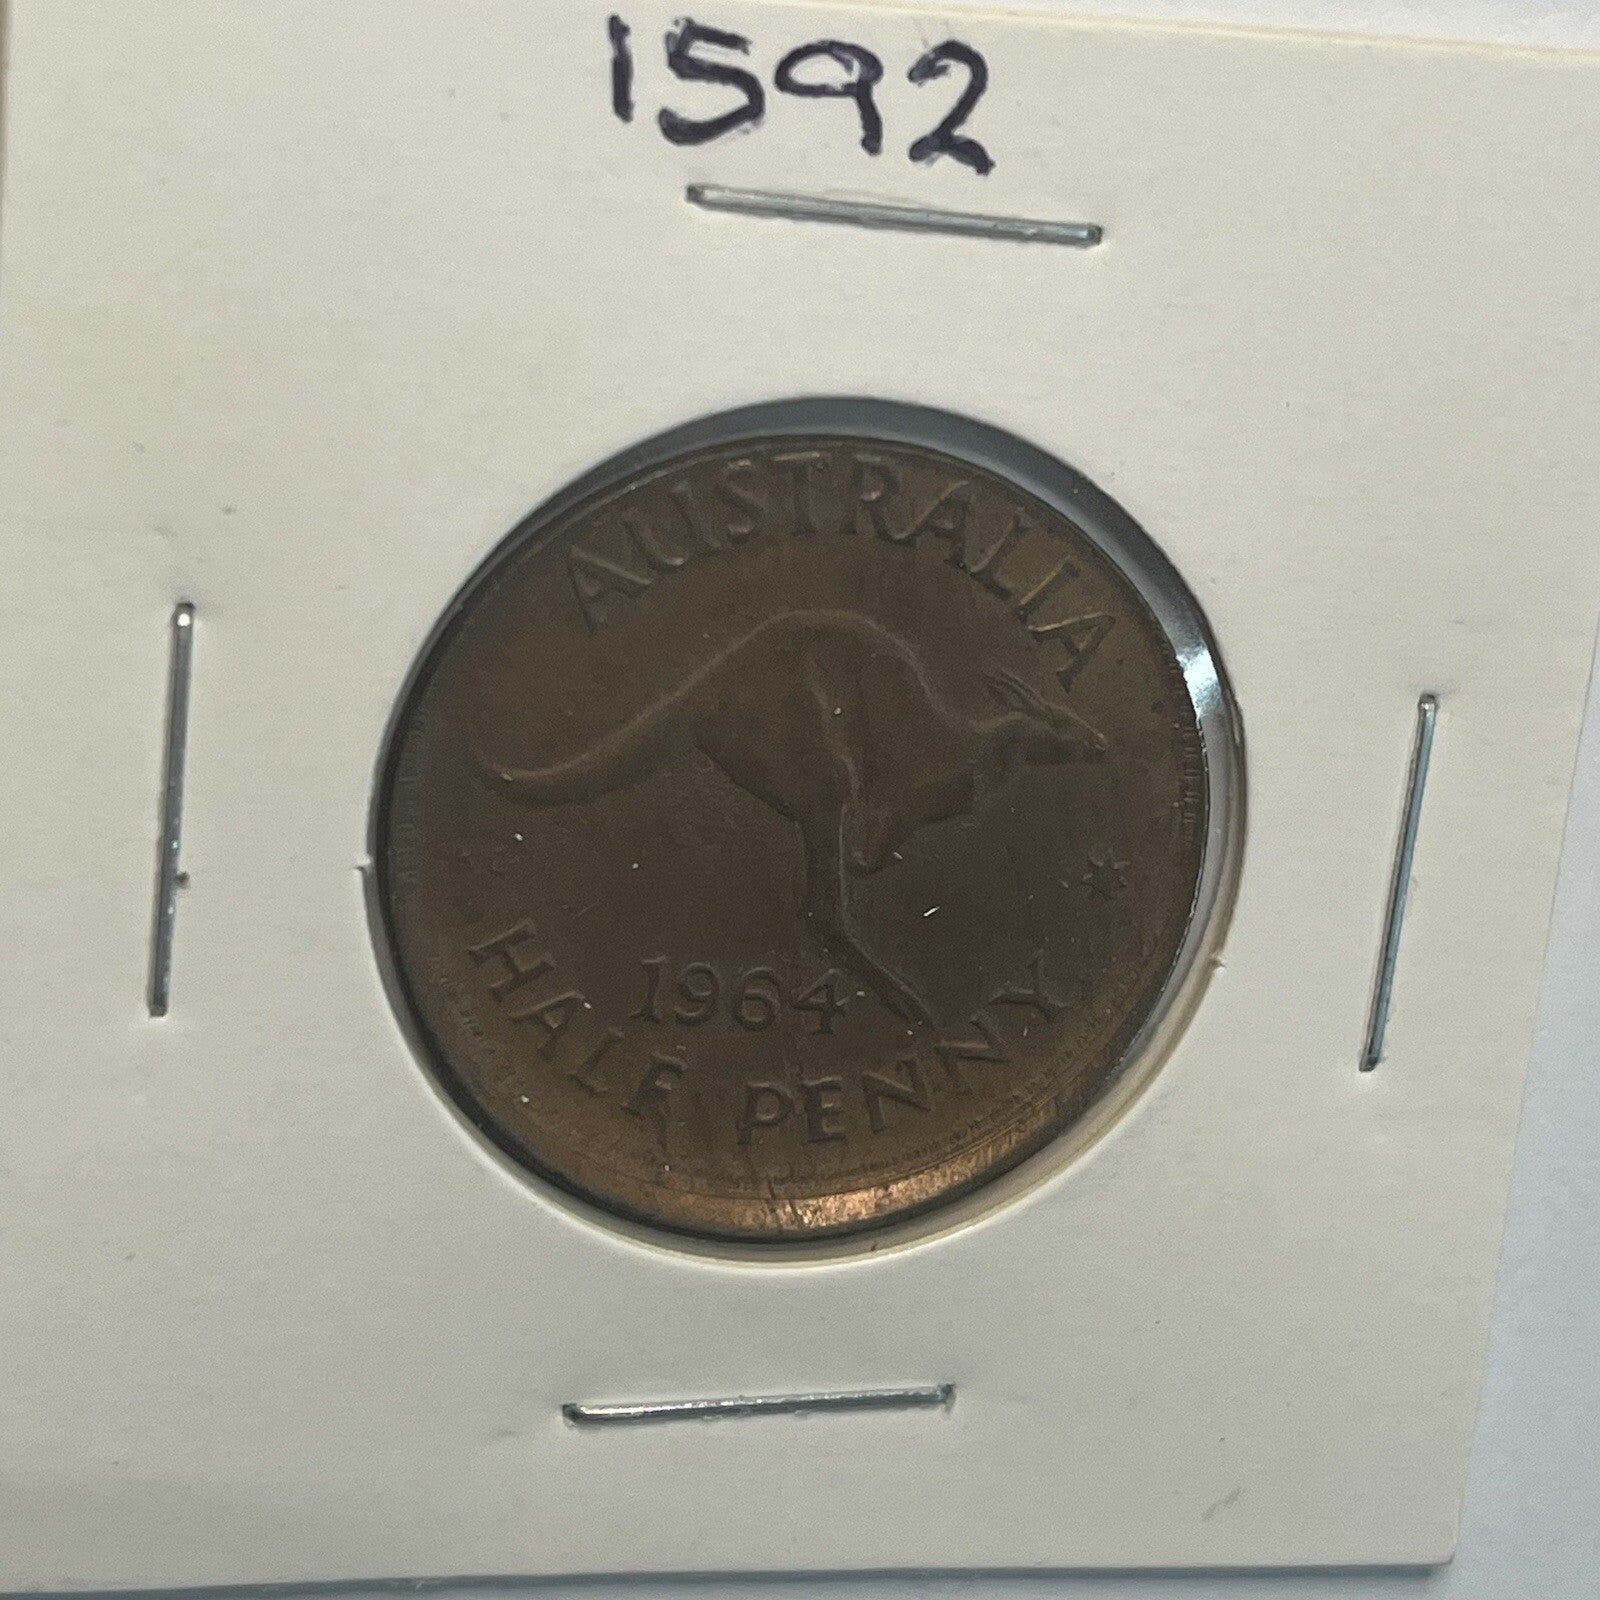 1592
AUSTRALIA
1964
HALF PENNY